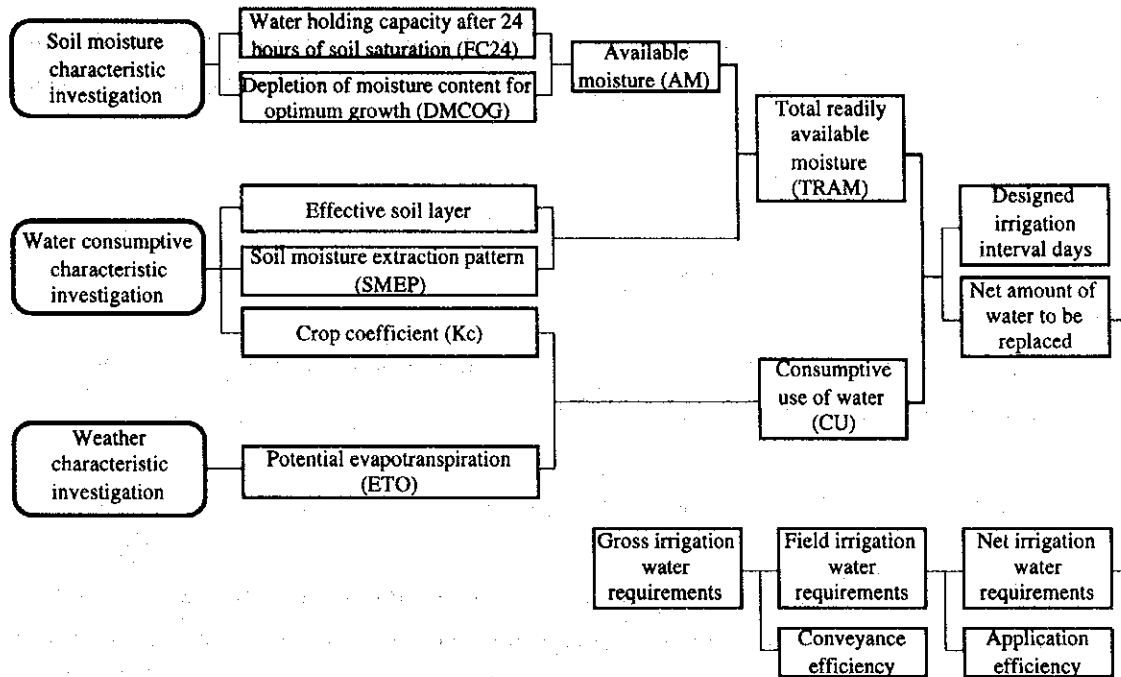 Soil moisture
characteristic
investigation
Water holding capacity after 24
hours of soil saturation (FC24)
Depletion of moisture content for
optimum growth (DMCOG)
Available
moisture (AM)
Total readily
available
moisture
(TRAM)
Water consumptive
characteristic
investigation
Effective soil layer
Soil moisture extraction pattern
(SMEP)
Crop coefficient (Kc)
Designed
irrigation
interval days
Net amount of
water to be
replaced
Consumptive
use of water
(CU)
Weather
characteristic
investigation
Potential evapotranspiration
(ETO)
Gross irrigation
water
requirements
Field irrigation
water
requirements
Net irrigation
water
requirements
Conveyance
efficiency
Application
efficiency